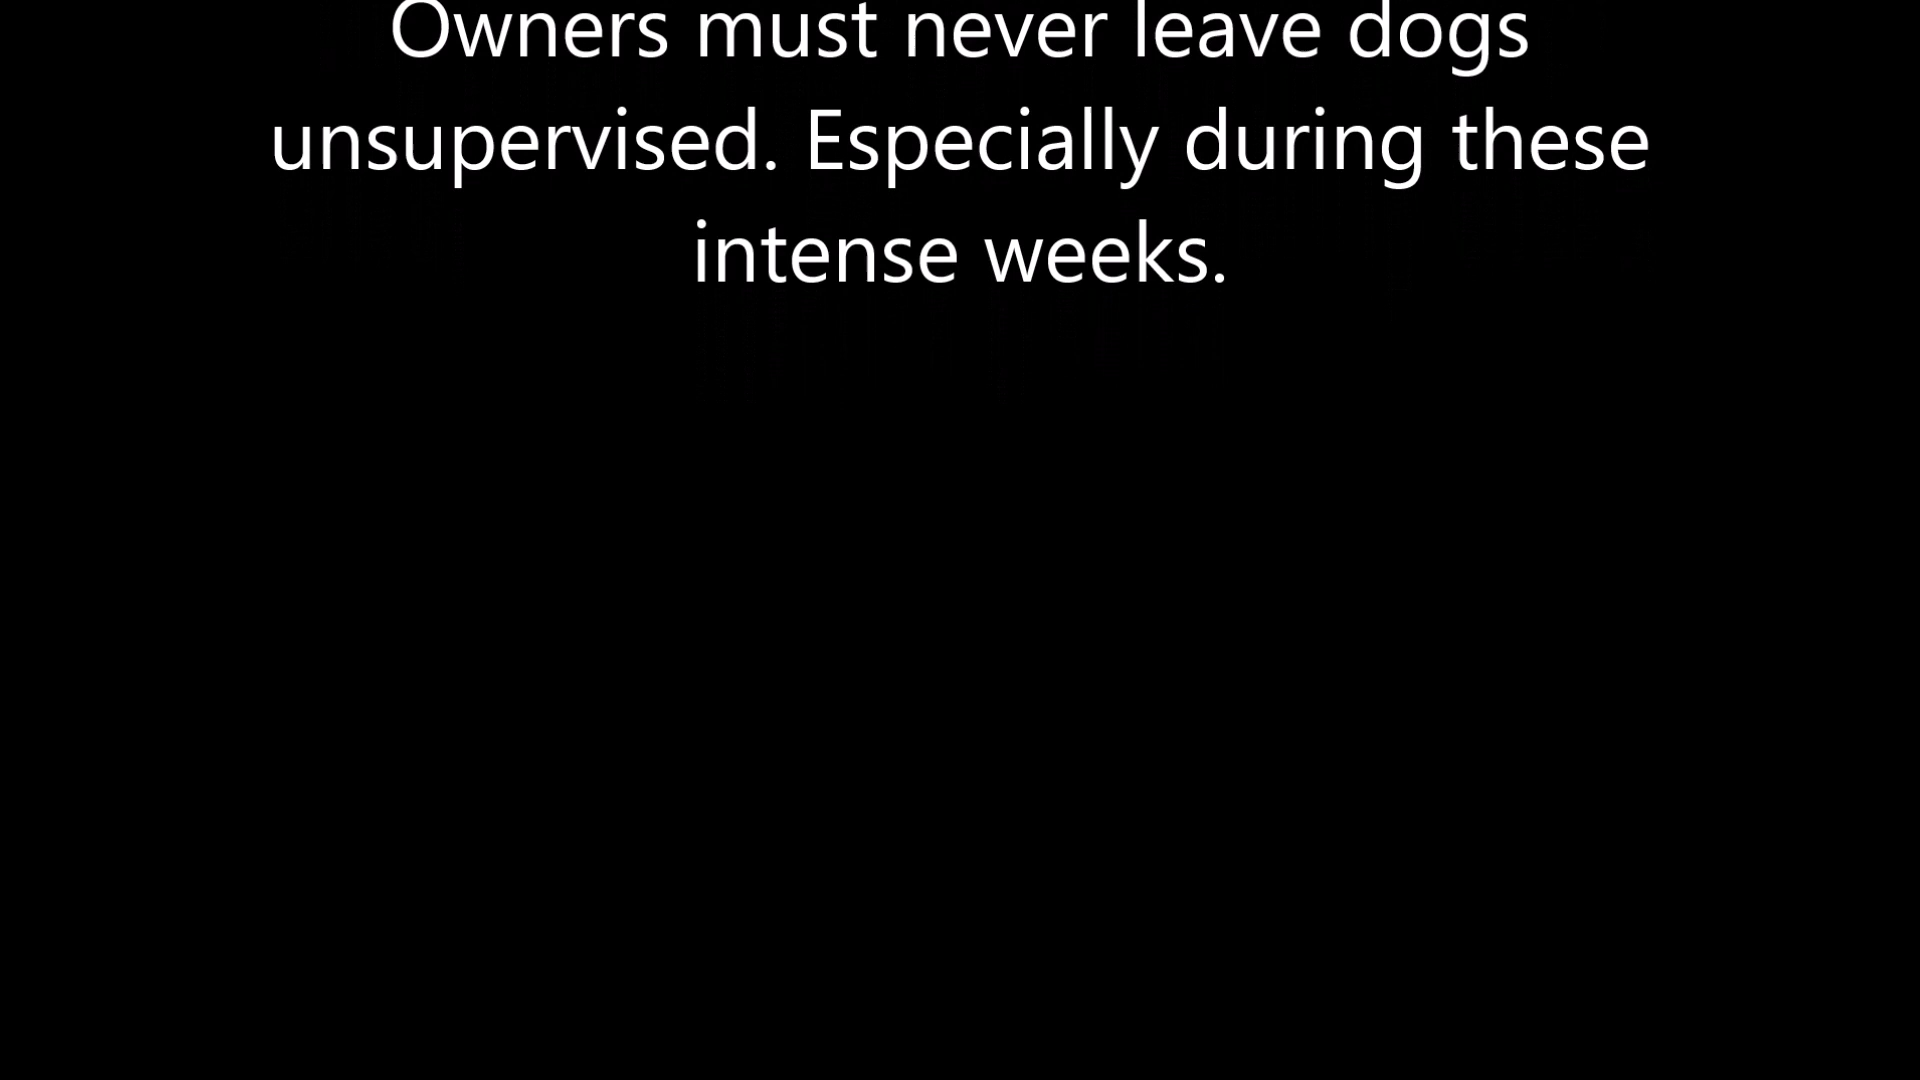 Owners must never leave dogs
unsupervised. Especially during these
intense weeks.